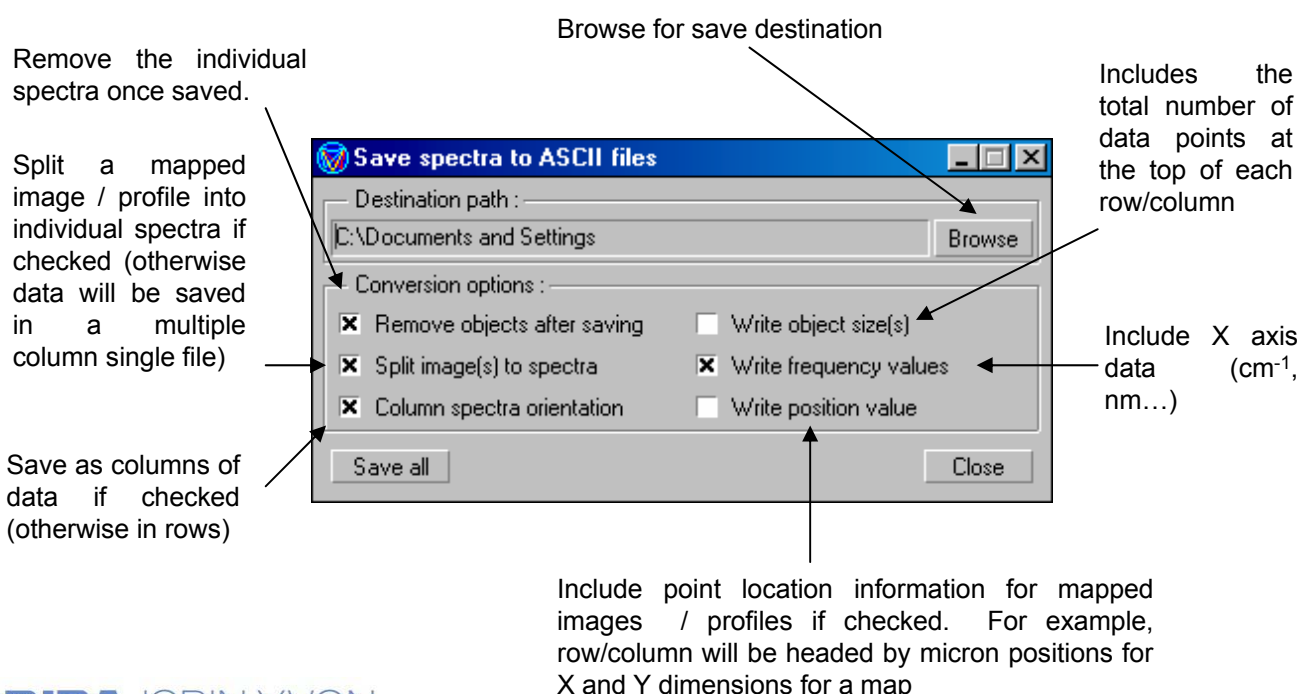 Browse for save destination
Remove the individual
spectra once saved.
Includes the
total number of
data points at
the top of each
row/column
Split a mapped
image / profile into
individual spectra if
checked (otherwise
data will be saved
in a multiple
column single file)
Save spectra to ASCII files
Destination path :
C:\Documents and Settings
Browse
Conversion options :
Remove objects after saving
Write object size(s)
Split image(s) to spectra
Write frequency values
Column spectra orientation
Write position value
Save all
Close
Include X axis
data (cm-1,
nm…)
Save as columns of
data if checked
(otherwise in rows)
Include point location information for mapped
images / profiles if checked. For example,
row/column will be headed by micron positions for
X and Y dimensions for a map